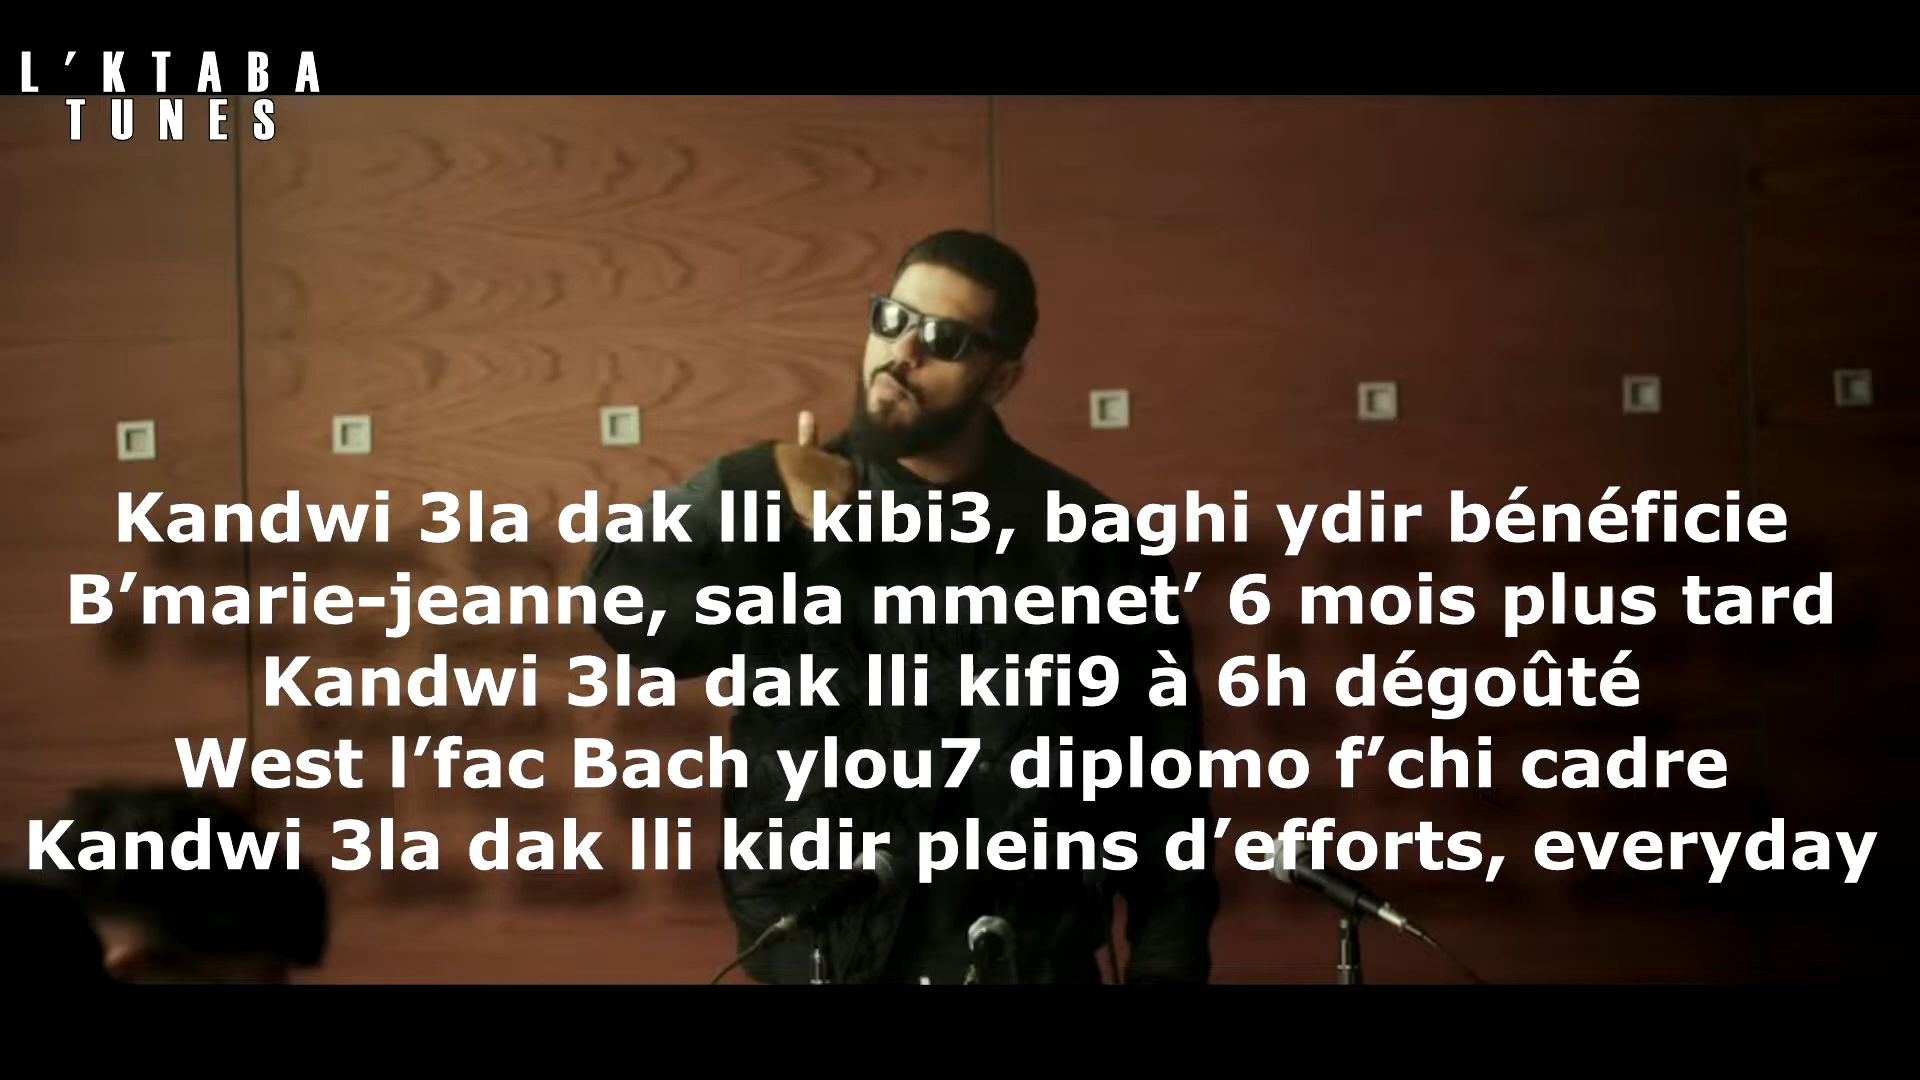 L'KTABA
TUNES
Kandwi 3la dak lli kibi3, baghi ydir bénéficie
B’marie-jeanne, sala mmenet’ 6 mois plus tard
Kandwi 3la dak lli kifi9 à 6h dégoûté
West l’fac Bach ylou7 diplomo f’chi cadre
Kandwi 3la dak lli kidir pleins d’efforts, everyday